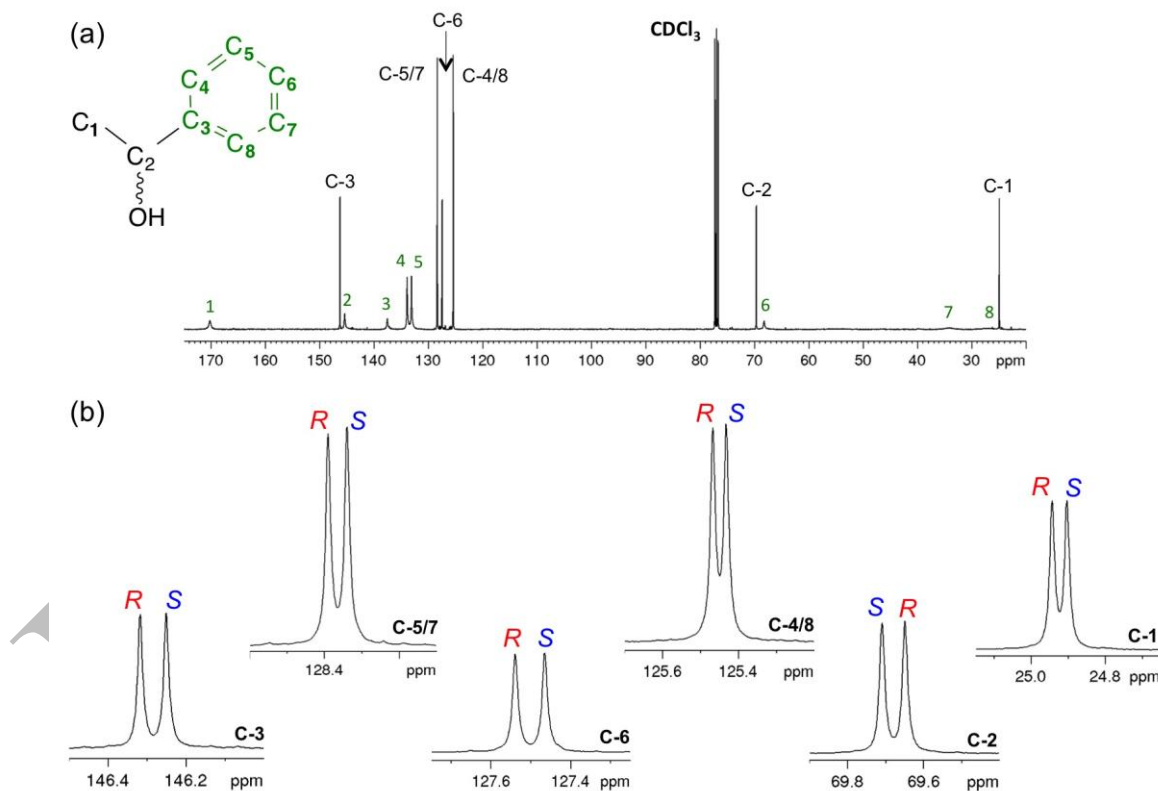 (a)
C5
C4 C6
C3 C7
C1 C8
C2
OH
C-6
C-5/7 C-4/8
CDCl3
C-3
C-2
C-1
1 2 3 4 5 6 7 8
170 160 150 140 130 120 110 100 90 80 70 60 50 40 30 ppm
(b)
R S
146.4 146.2 ppm
C-3
R S
128.4 ppm
C-5/7
R S
127.6 127.4 ppm
C-6
R S
125.6 125.4 ppm
C-4/8
S R
69.8 69.6 ppm
C-2
R S
25.0 24.8 ppm
C-1